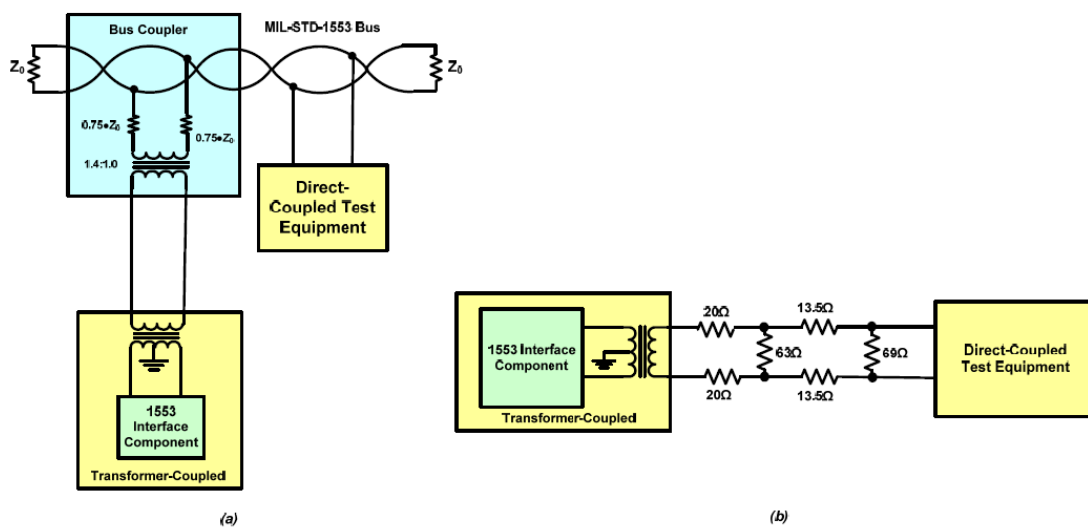 Bus Coupler
MIL-STD-1553 Bus
Z0
Z0
0.75•Z0
0.75•Z0
1.4:1.0
Direct-
Coupled Test
Equipment
1553
Interface
Component
Transformer-Coupled
(a)
1553 Interface
Component
Transformer-Coupled
20Ω
13.5Ω
63Ω
69Ω
20Ω
13.5Ω
Direct-Coupled
Test Equipment
(b)